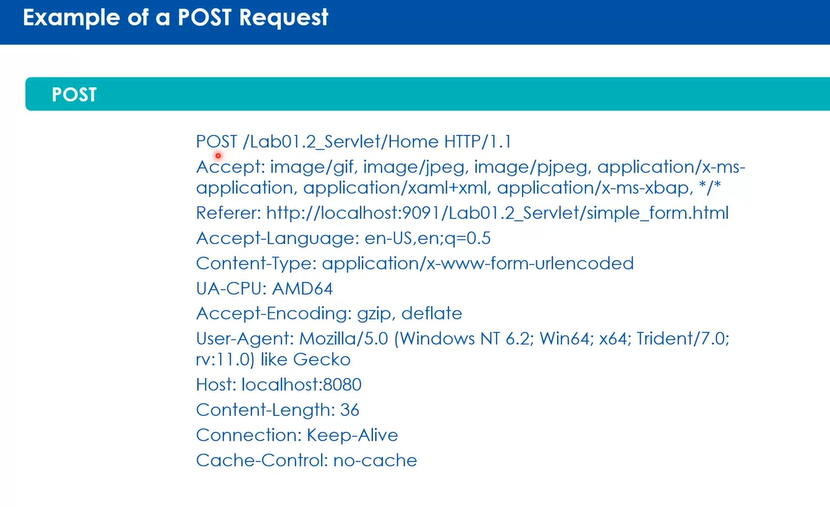 Example of a POST Request
POST
POST /Lab01.2_Servlet/Home HTTP/1.1
Accept: image/gif, image/jpeg, image/pjpeg, application/x-ms-
application, application/xaml+xml, application/x-ms-xbap, */*
Referer: http://localhost:9091/Lab01.2_Servlet/simple_form.html
Accept-Language: en-US,en;q=0.5
Content-Type: application/x-www-form-urlencoded
UA-CPU: AMD64
Accept-Encoding: gzip, deflate
User-Agent: Mozilla/5.0 (Windows NT 6.2; Win64; x64; Trident/7.0;
rv:11.0) like Gecko
Host: localhost:8080
Content-Length: 36
Connection: Keep-Alive
Cache-Control: no-cache